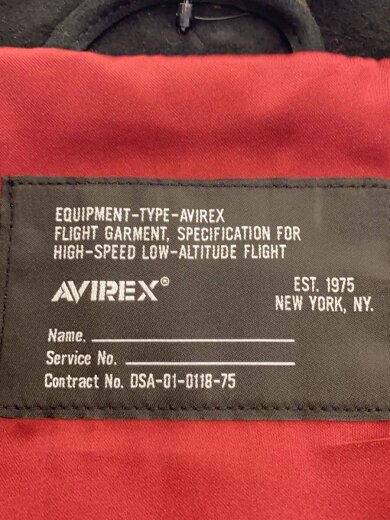 EQUIPMENT-TYPE-AVIREX
FLIGHT GARMENT, SPECIFICATION FOR
HIGH-SPEED LOW-ALTITUDE FLIGHT
AVIREX®
EST. 1975
NEW YORK, NY.
Name.
Service No.
Contract No. DSA-01-0118-75